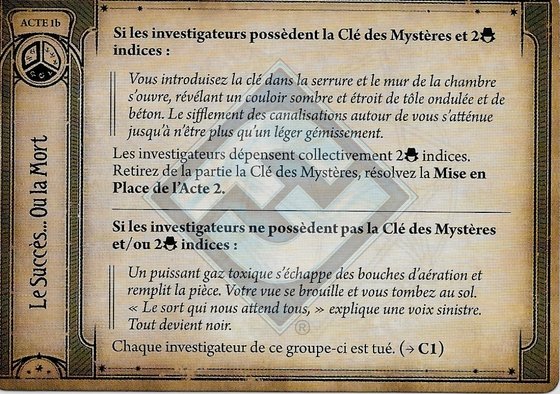 ACTE 1b
Le Succès... Ou la Mort
Si les investigateurs possèdent la Clé des Mystères et 2
indices :
Vous introduisez la clé dans la serrure et le mur de la chambre
s'ouvre, révélant un couloir sombre et étroit de tôle ondulée et de
béton. Le sifflement des canalisations autour de vous s'atténue
jusqu'à n'être plus qu'un léger gémissement.
Les investigateurs dépensent collectivement 2 indices.
Retirez de la partie la Clé des Mystères, résolvez la Mise en
Place de l'Acte 2.
Si les investigateurs ne possèdent pas la Clé des Mystères
et/ou 2 indices :
Un puissant gaz toxique s'échappe des bouches d'aération et
remplit la pièce. Votre vue se brouille et vous tombez au sol.
« Le sort qui nous attend tous, » explique une voix sinistre.
Tout devient noir.
®
Chaque investigateur de ce groupe-ci est tué. (→ C1)